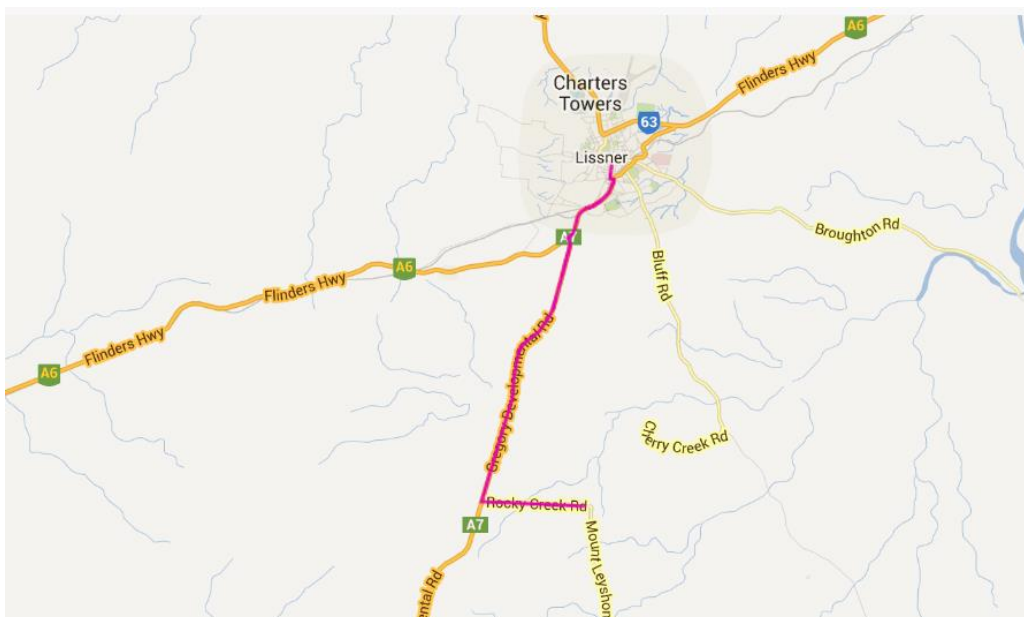 A6
Flinders Hwy
Charters
Towers
63
Lissner
Broughton Rd
A7
A6
Bluff Rd
Flinders Hwy
Flinders Hwy
A6
Gregory Developmental Rd
Cherry Creek Rd
Rocky Creek Rd
A7
Mount Leyshon
ental Rd